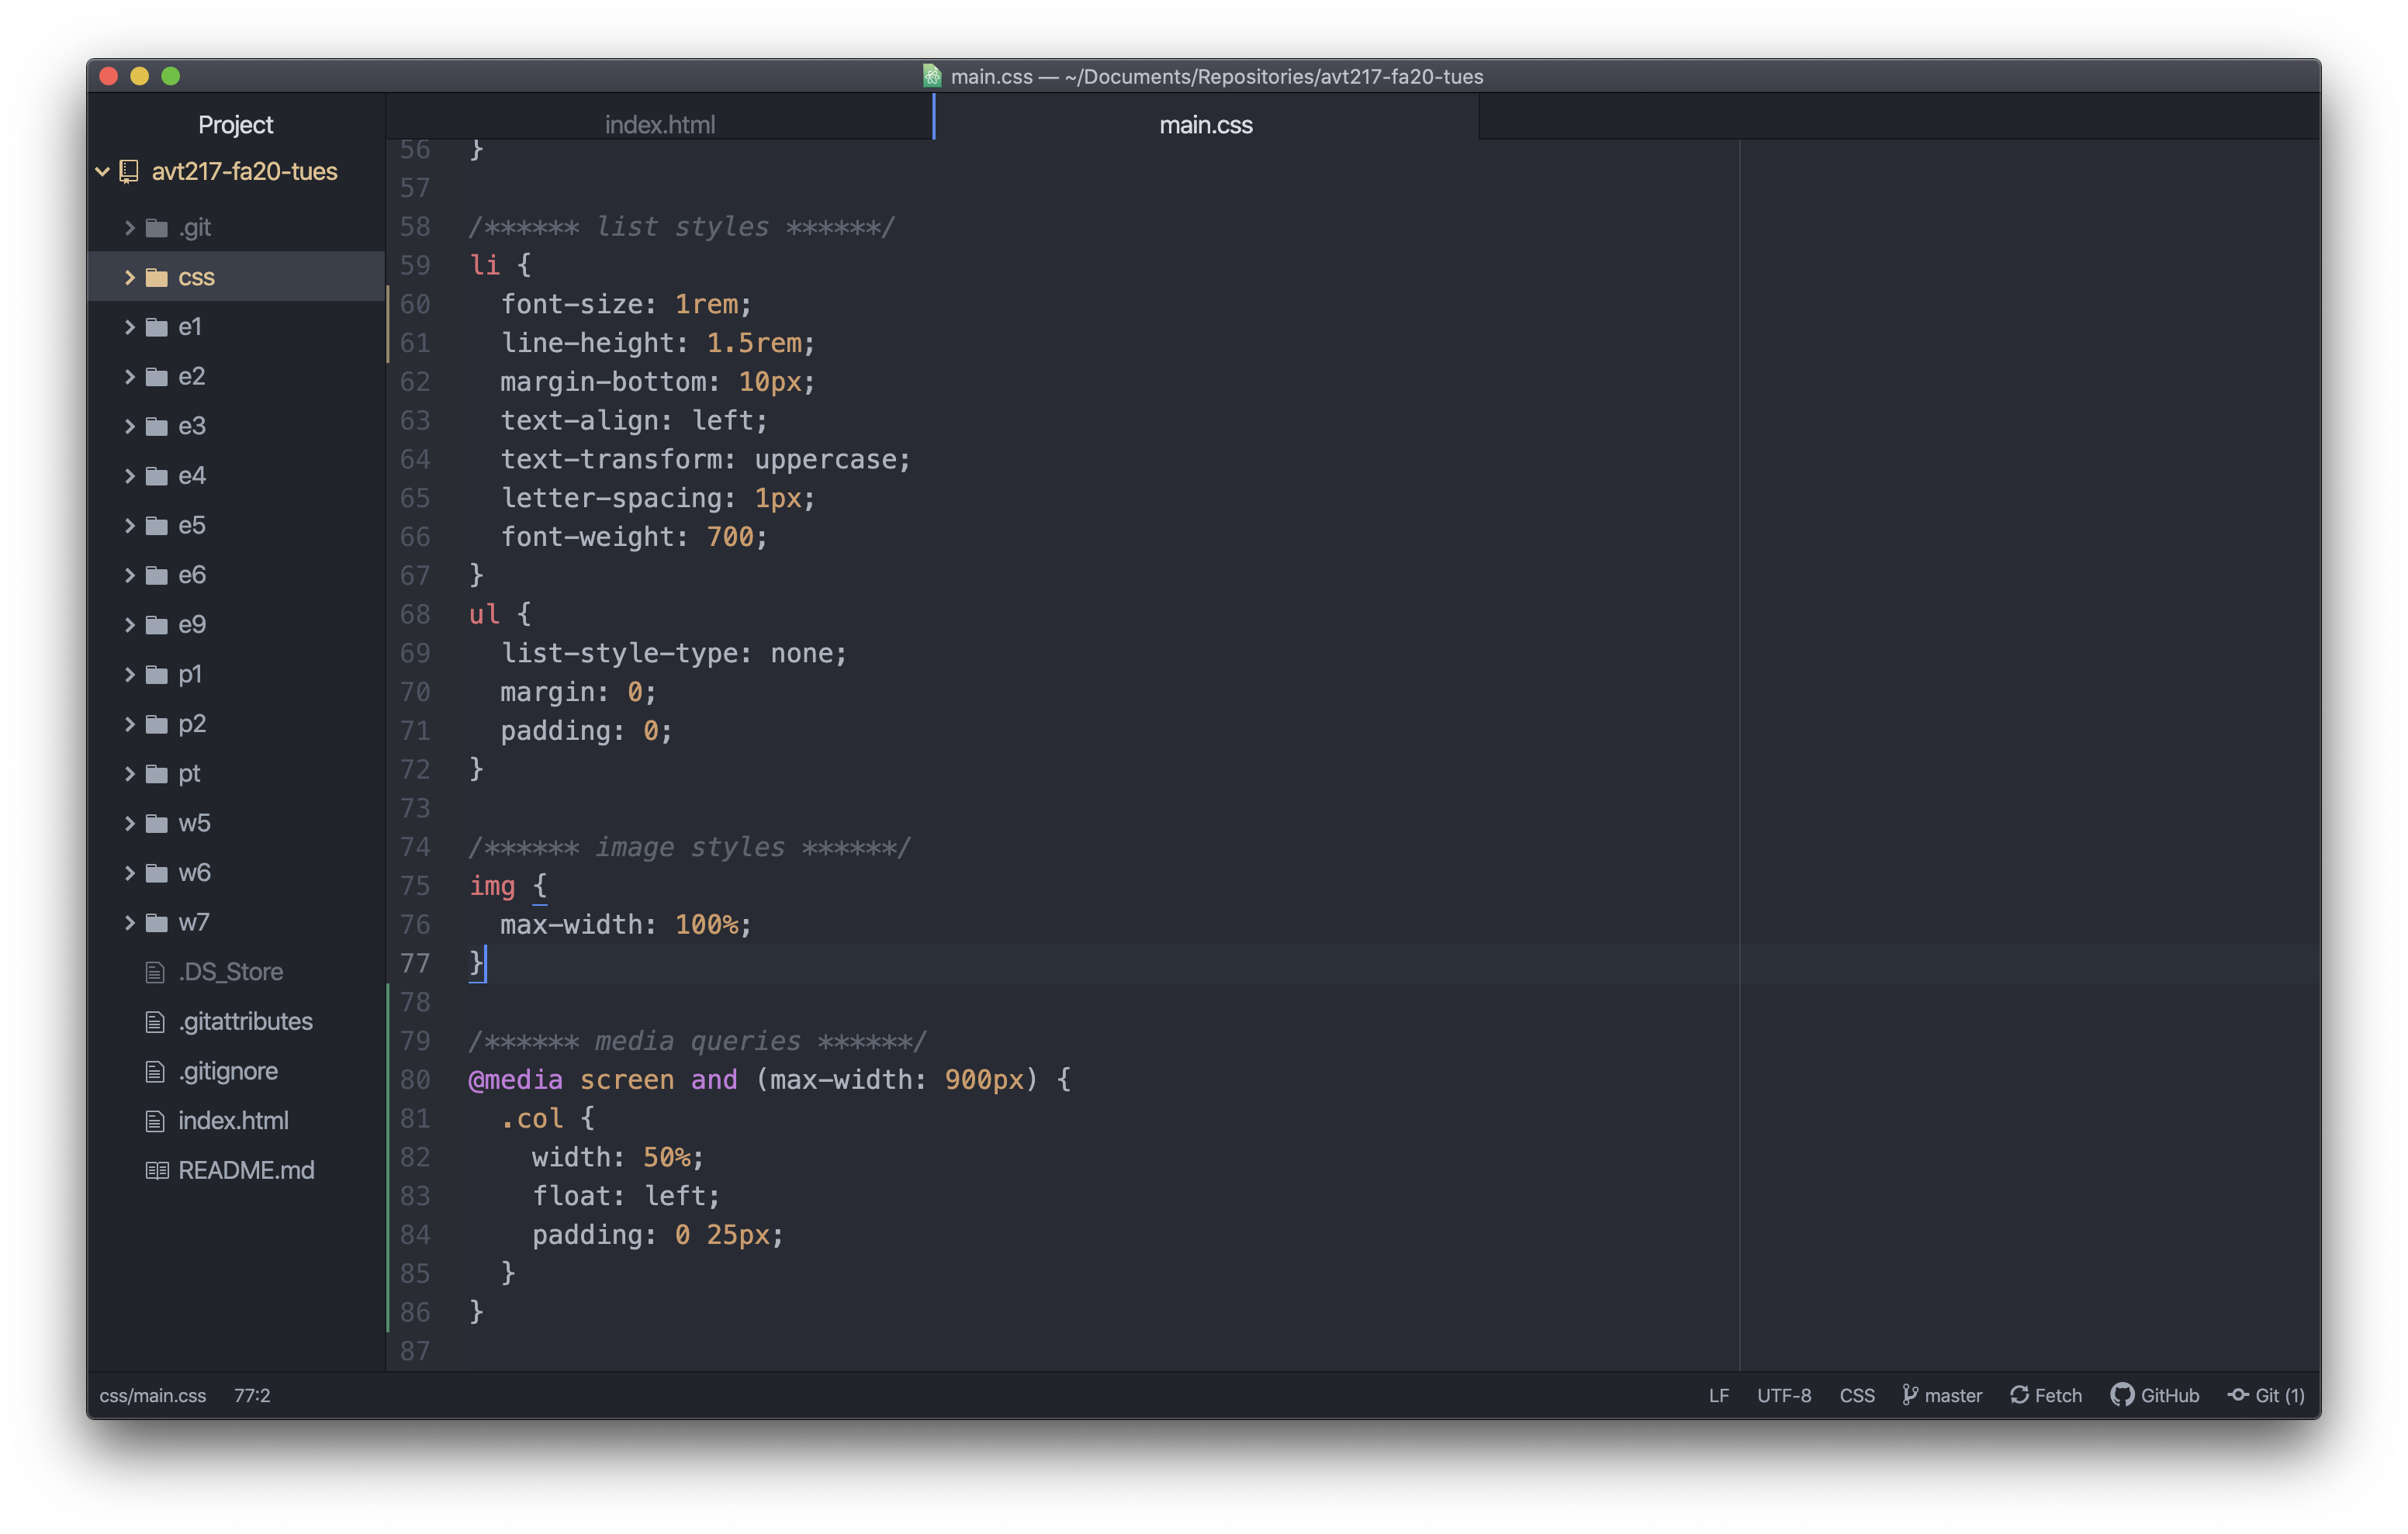 main.css — ~/Documents/Repositories/avt217-fa20-tues
Project
avt217-fa20-tues
.git
css
e1
e2
e3
e4
e5
e6
e9
p1
p2
pt
w5
w6
w7
.DS_Store
.gitattributes
.gitignore
index.html
README.md
index.html
main.css
56 }
57
58 /****** list styles ******/
59 li {
60   font-size: 1rem;
61   line-height: 1.5rem;
62   margin-bottom: 10px;
63   text-align: left;
64   text-transform: uppercase;
65   letter-spacing: 1px;
66   font-weight: 700;
67 }
68 ul {
69   list-style-type: none;
70   margin: 0;
71   padding: 0;
72 }
73
74 /****** image styles ******/
75 img {
76   max-width: 100%;
77 }
78
79 /****** media queries ******/
80 @media screen and (max-width: 900px) {
81   .col {
82     width: 50%;
83     float: left;
84     padding: 0 25px;
85   }
86 }
87
css/main.css 77:2 LF UTF-8 CSS master Fetch GitHub Git (1)